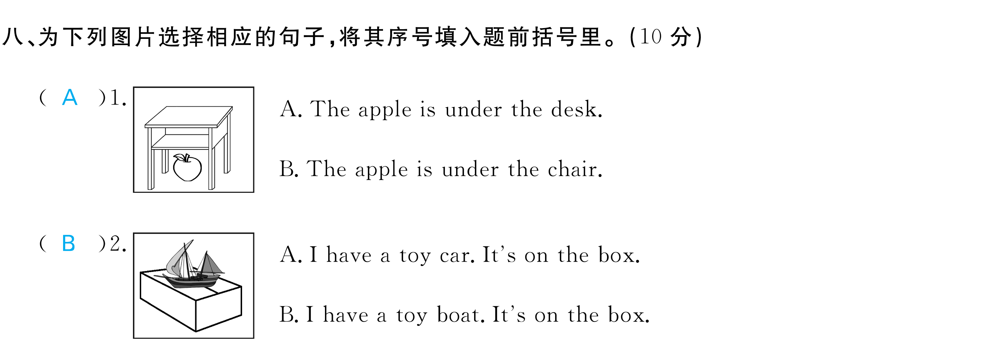 八、为下列图片选择相应的句子,将其序号填入题前括号里。(10 分)
( A )1.
A. The apple is under the desk.
B. The apple is under the chair.
( B )2.
A. I have a toy car. It’s on the box.
B. I have a toy boat. It’s on the box.